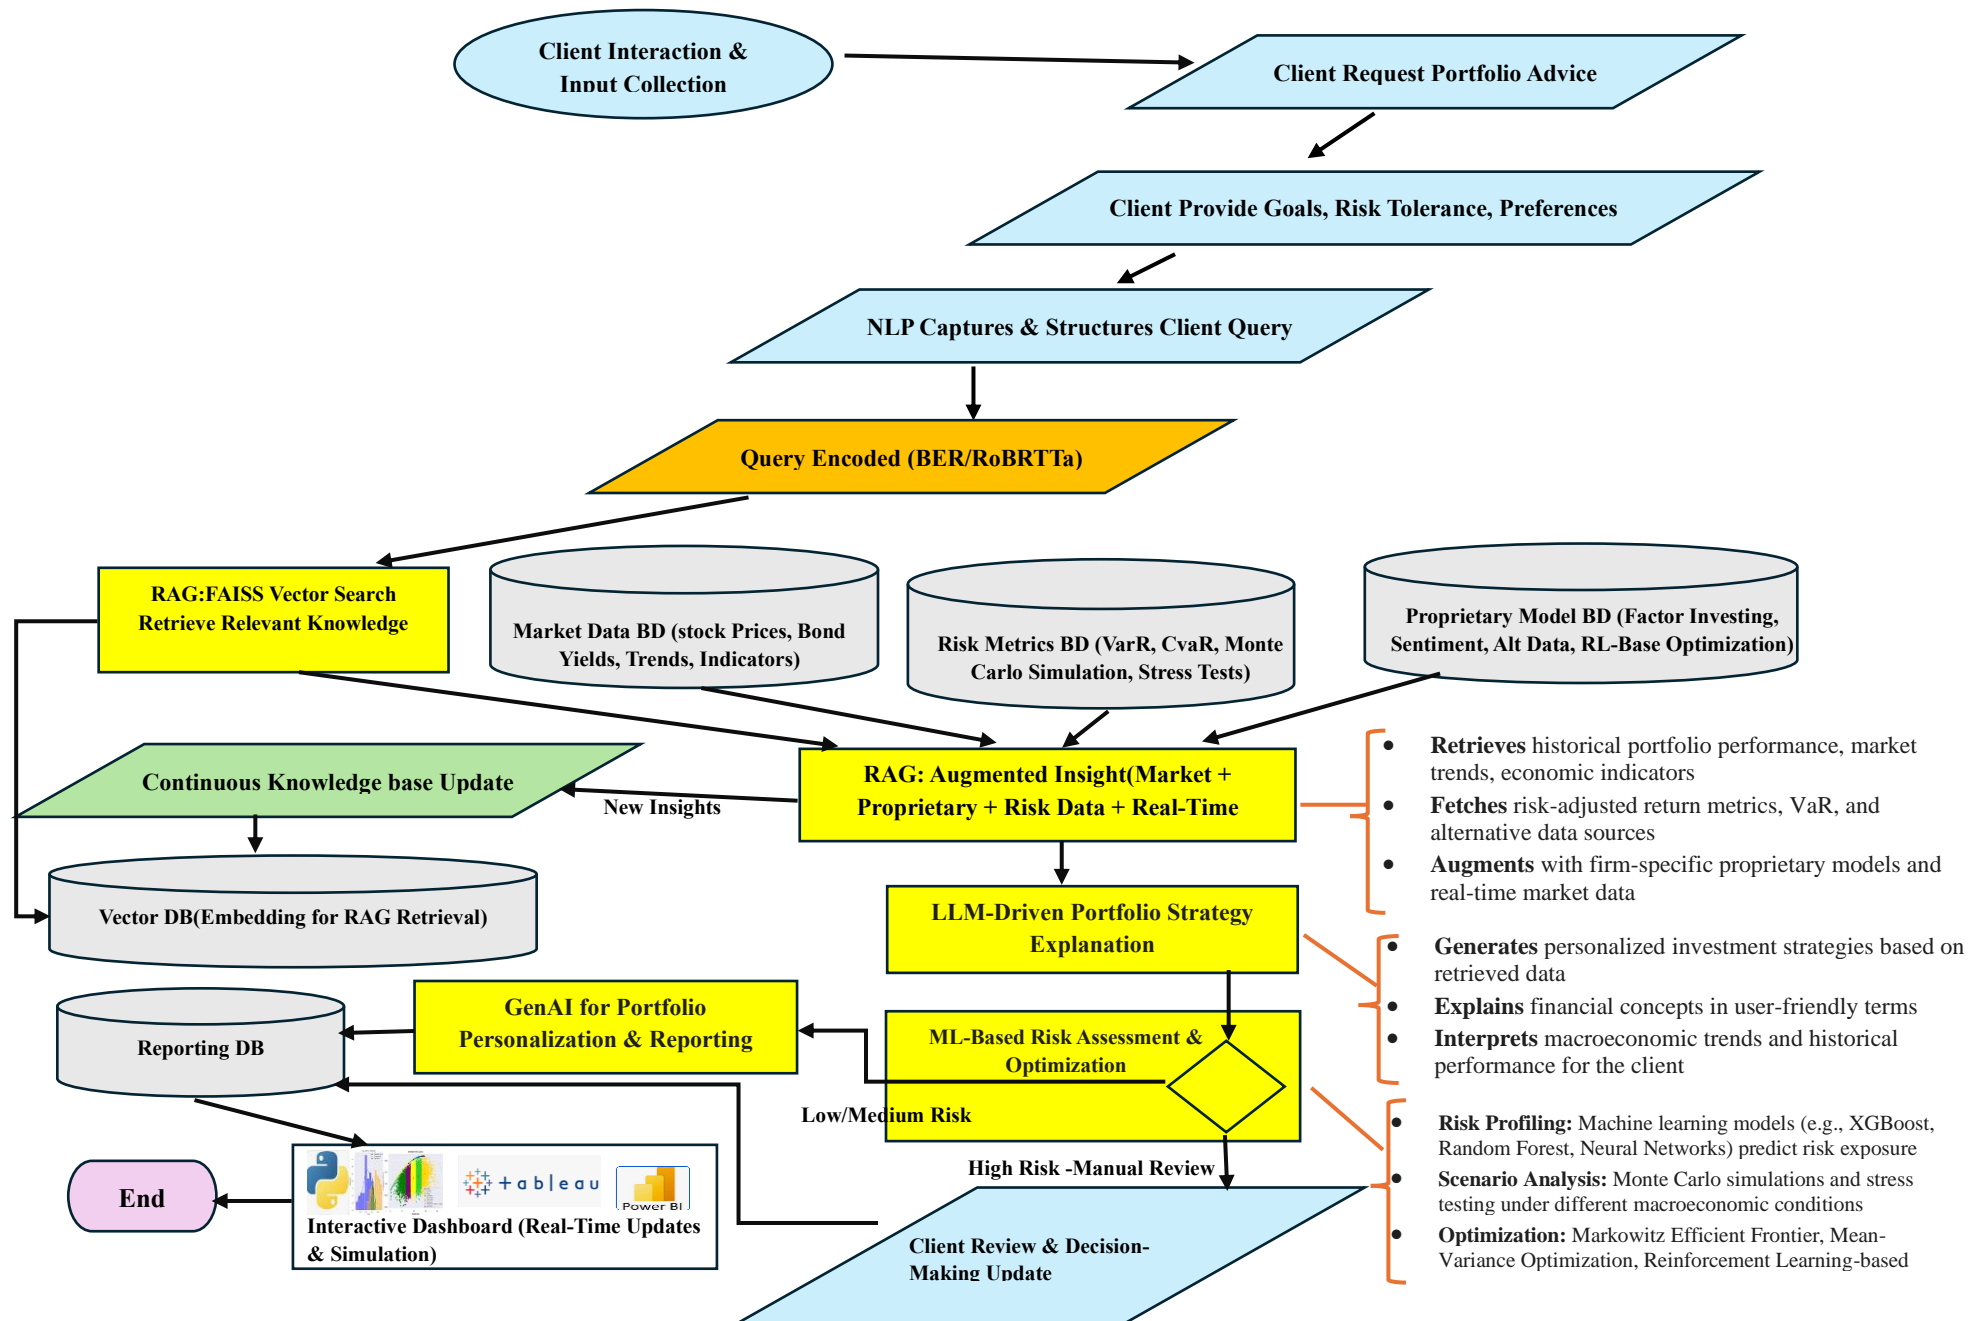 Client Interaction &
Input Collection
Client Request Portfolio Advice
Client Provide Goals, Risk Tolerance, Preferences
NLP Captures & Structures Client Query
Query Encoded (BER/RoBRTTa)
RAG:FAISS Vector Search
Retrieve Relevant Knowledge
Market Data BD (stock Prices, Bond
Yields, Trends, Indicators)
Risk Metrics BD (VarR, CvaR, Monte
Carlo Simulation, Stress Tests)
Proprietary Model BD (Factor Investing,
Sentiment, Alt Data, RL-Base Optimization)
Continuous Knowledge base Update
New Insights
RAG: Augmented Insight(Market +
Proprietary + Risk Data + Real-Time
• Retrieves historical portfolio performance, market
trends, economic indicators
• Fetches risk-adjusted return metrics, VaR, and
alternative data sources
• Augments with firm-specific proprietary models and
real-time market data
Vector DB(Embedding for RAG Retrieval)
LLM-Driven Portfolio Strategy
Explanation
• Generates personalized investment strategies based on
retrieved data
• Explains financial concepts in user-friendly terms
• Interprets macroeconomic trends and historical
performance for the client
Reporting DB
GenAI for Portfolio
Personalization & Reporting
ML-Based Risk Assessment &
Optimization
Low/Medium Risk
High Risk -Manual Review
• Risk Profiling: Machine learning models (e.g., XGBoost,
Random Forest, Neural Networks) predict risk exposure
• Scenario Analysis: Monte Carlo simulations and stress
testing under different macroeconomic conditions
• Optimization: Markowitz Efficient Frontier, Mean-
Variance Optimization, Reinforcement Learning-based
End
+ableau
Power BI
Interactive Dashboard (Real-Time Updates
& Simulation)
Client Review & Decision-
Making Update